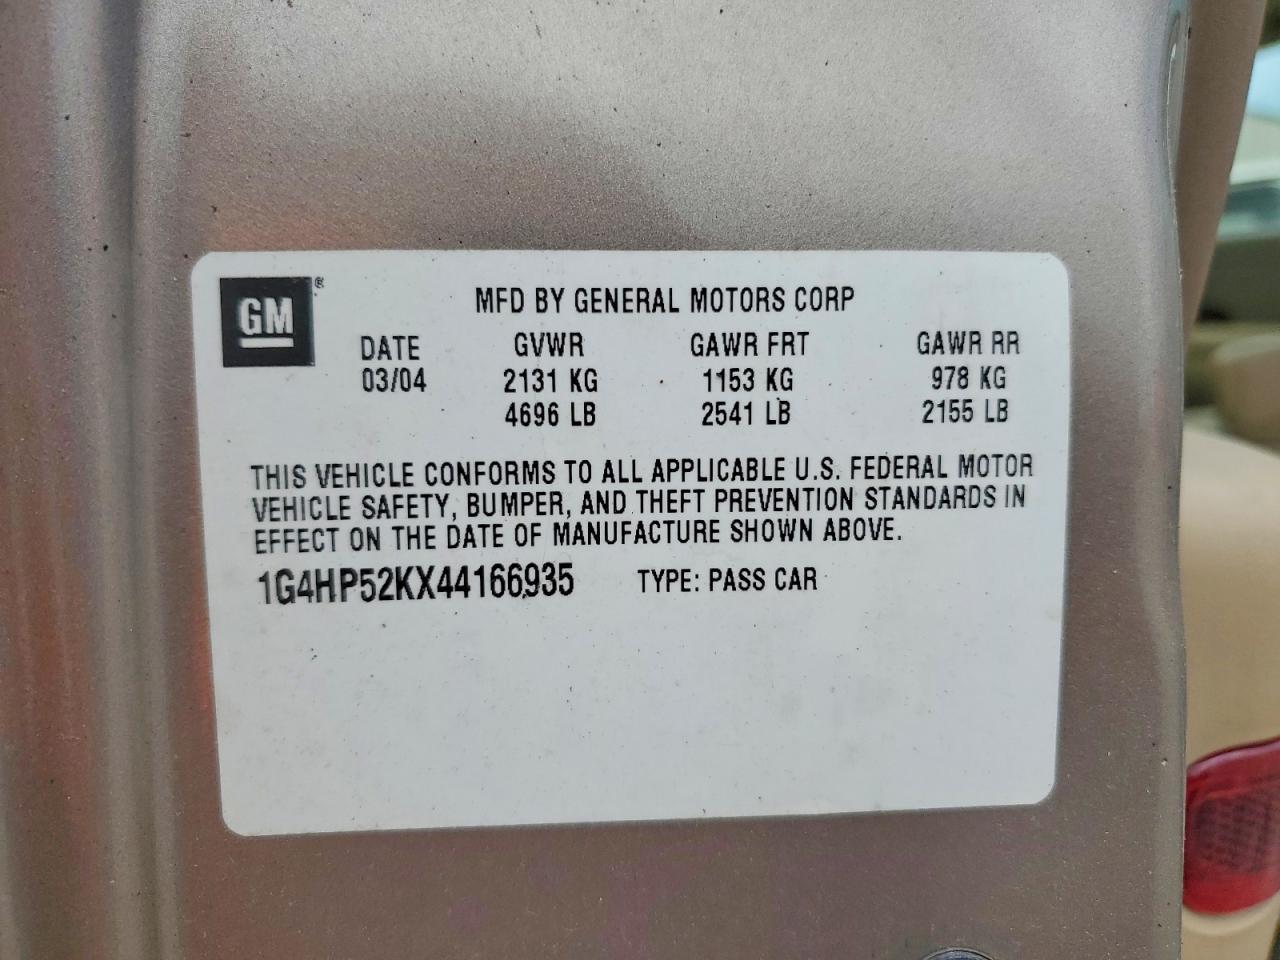 GM®
MFD BY GENERAL MOTORS CORP
DATE GVWR GAWR FRT GAWR RR
03/04 2131 KG 1153 KG 978 KG
4696 LB 2541 LB 2155 LB
THIS VEHICLE CONFORMS TO ALL APPLICABLE U.S. FEDERAL MOTOR
VEHICLE SAFETY, BUMPER, AND THEFT PREVENTION STANDARDS IN
EFFECT ON THE DATE OF MANUFACTURE SHOWN ABOVE.
1G4HP52KX44166935 TYPE: PASS CAR